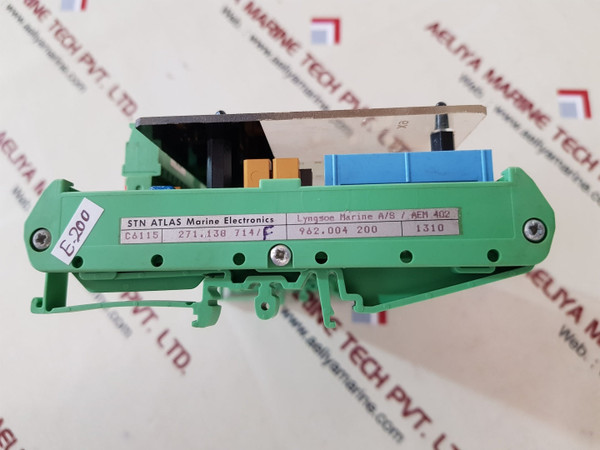 AELIYA MARINE TECH PVT. LTD.
www.aeliyamarine.com
X3
E-200
STN ATLAS Marine Electronics Lyngsoe Marine A/S / AEM 402
C6115 271.138 714/F 962.004 200 1310